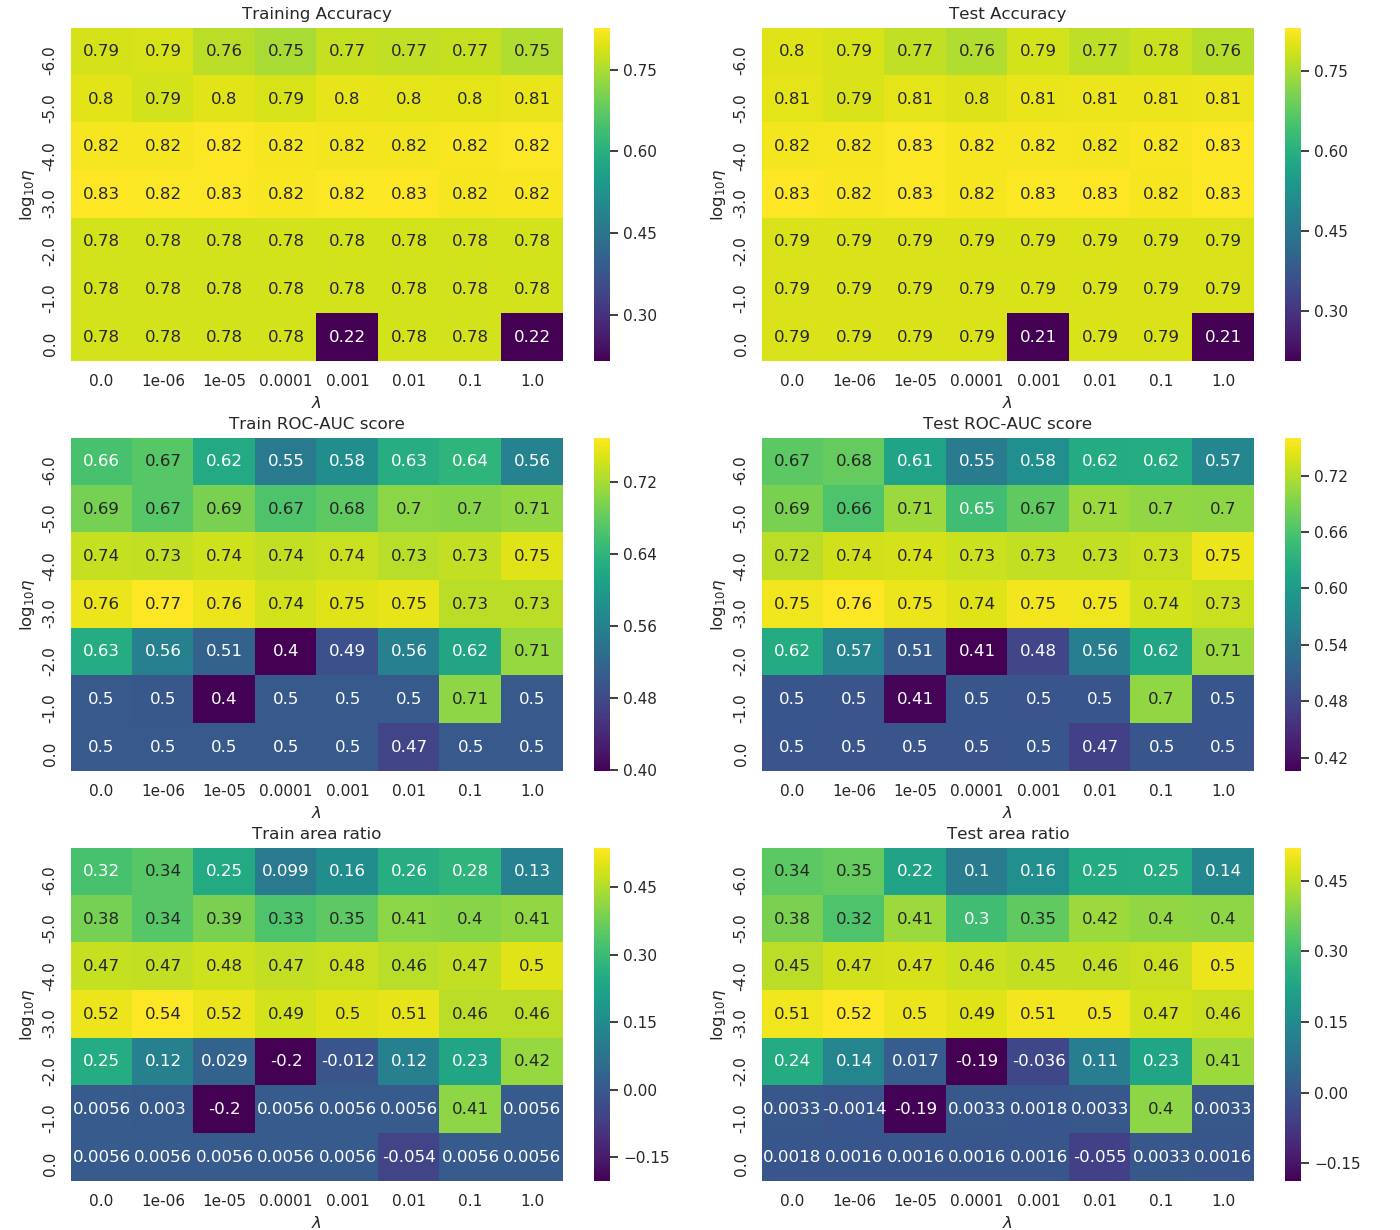 Training Accuracy
-6.0 0.79 0.79 0.76 0.75 0.77 0.77 0.77 0.75
-5.0 0.8 0.79 0.8 0.79 0.8 0.8 0.8 0.81
-4.0 0.82 0.82 0.82 0.82 0.82 0.82 0.82 0.82
-3.0 0.83 0.82 0.83 0.82 0.82 0.83 0.82 0.82
-2.0 0.78 0.78 0.78 0.78 0.78 0.78 0.78 0.78
-1.0 0.78 0.78 0.78 0.78 0.78 0.78 0.78 0.78
0.0 0.78 0.78 0.78 0.78 0.22 0.78 0.78 0.22
0.0 1e-06 1e-05 0.0001 0.001 0.01 0.1 1.0
λ
log₁₀η
0.75
0.60
0.45
0.30
Test Accuracy
-6.0 0.8 0.79 0.77 0.76 0.79 0.77 0.78 0.76
-5.0 0.81 0.79 0.81 0.8 0.81 0.81 0.81 0.81
-4.0 0.82 0.82 0.83 0.82 0.82 0.82 0.82 0.83
-3.0 0.83 0.82 0.83 0.82 0.83 0.83 0.82 0.83
-2.0 0.79 0.79 0.79 0.79 0.79 0.79 0.79 0.79
-1.0 0.79 0.79 0.79 0.79 0.79 0.79 0.79 0.79
0.0 0.79 0.79 0.79 0.79 0.21 0.79 0.79 0.21
0.0 1e-06 1e-05 0.0001 0.001 0.01 0.1 1.0
λ
log₁₀η
0.75
0.60
0.45
0.30
Train ROC-AUC score
-6.0 0.66 0.67 0.62 0.55 0.58 0.63 0.64 0.56
-5.0 0.69 0.67 0.69 0.67 0.68 0.7 0.7 0.71
-4.0 0.74 0.73 0.74 0.74 0.74 0.73 0.73 0.75
-3.0 0.76 0.77 0.76 0.74 0.75 0.75 0.73 0.73
-2.0 0.63 0.56 0.51 0.4 0.49 0.56 0.62 0.71
-1.0 0.5 0.5 0.4 0.5 0.5 0.5 0.71 0.5
0.0 0.5 0.5 0.5 0.5 0.5 0.47 0.5 0.5
0.0 1e-06 1e-05 0.0001 0.001 0.01 0.1 1.0
λ
log₁₀η
0.72
0.64
0.56
0.48
0.40
Test ROC-AUC score
-6.0 0.67 0.68 0.61 0.55 0.58 0.62 0.62 0.57
-5.0 0.69 0.66 0.71 0.65 0.67 0.71 0.7 0.7
-4.0 0.72 0.74 0.74 0.73 0.73 0.73 0.73 0.75
-3.0 0.75 0.76 0.75 0.74 0.75 0.75 0.74 0.73
-2.0 0.62 0.57 0.51 0.41 0.48 0.56 0.62 0.71
-1.0 0.5 0.5 0.41 0.5 0.5 0.5 0.7 0.5
0.0 0.5 0.5 0.5 0.5 0.5 0.47 0.5 0.5
0.0 1e-06 1e-05 0.0001 0.001 0.01 0.1 1.0
λ
log₁₀η
0.72
0.66
0.60
0.54
0.48
0.42
Train area ratio
-6.0 0.32 0.34 0.25 0.099 0.16 0.26 0.28 0.13
-5.0 0.38 0.34 0.39 0.33 0.35 0.41 0.4 0.41
-4.0 0.47 0.47 0.48 0.47 0.48 0.46 0.47 0.5
-3.0 0.52 0.54 0.52 0.49 0.5 0.51 0.46 0.46
-2.0 0.25 0.12 0.029 -0.2 -0.012 0.12 0.23 0.42
-1.0 0.0056 0.003 -0.2 0.0056 0.0056 0.0056 0.41 0.0056
0.0 0.0056 0.0056 0.0056 0.0056 0.0056 -0.054 0.0056 0.0056
0.0 1e-06 1e-05 0.0001 0.001 0.01 0.1 1.0
λ
log₁₀η
0.45
0.30
0.15
0.00
−0.15
Test area ratio
-6.0 0.34 0.35 0.22 0.1 0.16 0.25 0.25 0.14
-5.0 0.38 0.32 0.41 0.3 0.35 0.42 0.4 0.4
-4.0 0.45 0.47 0.47 0.46 0.45 0.46 0.46 0.5
-3.0 0.51 0.52 0.5 0.49 0.51 0.5 0.47 0.46
-2.0 0.24 0.14 0.017 -0.19 -0.036 0.11 0.23 0.41
-1.0 0.0033 -0.0014 -0.19 0.0033 0.0018 0.0033 0.4 0.0033
0.0 0.0018 0.0016 0.0016 0.0016 0.0016 -0.055 0.0033 0.0016
0.0 1e-06 1e-05 0.0001 0.001 0.01 0.1 1.0
λ
log₁₀η
0.45
0.30
0.15
0.00
−0.15